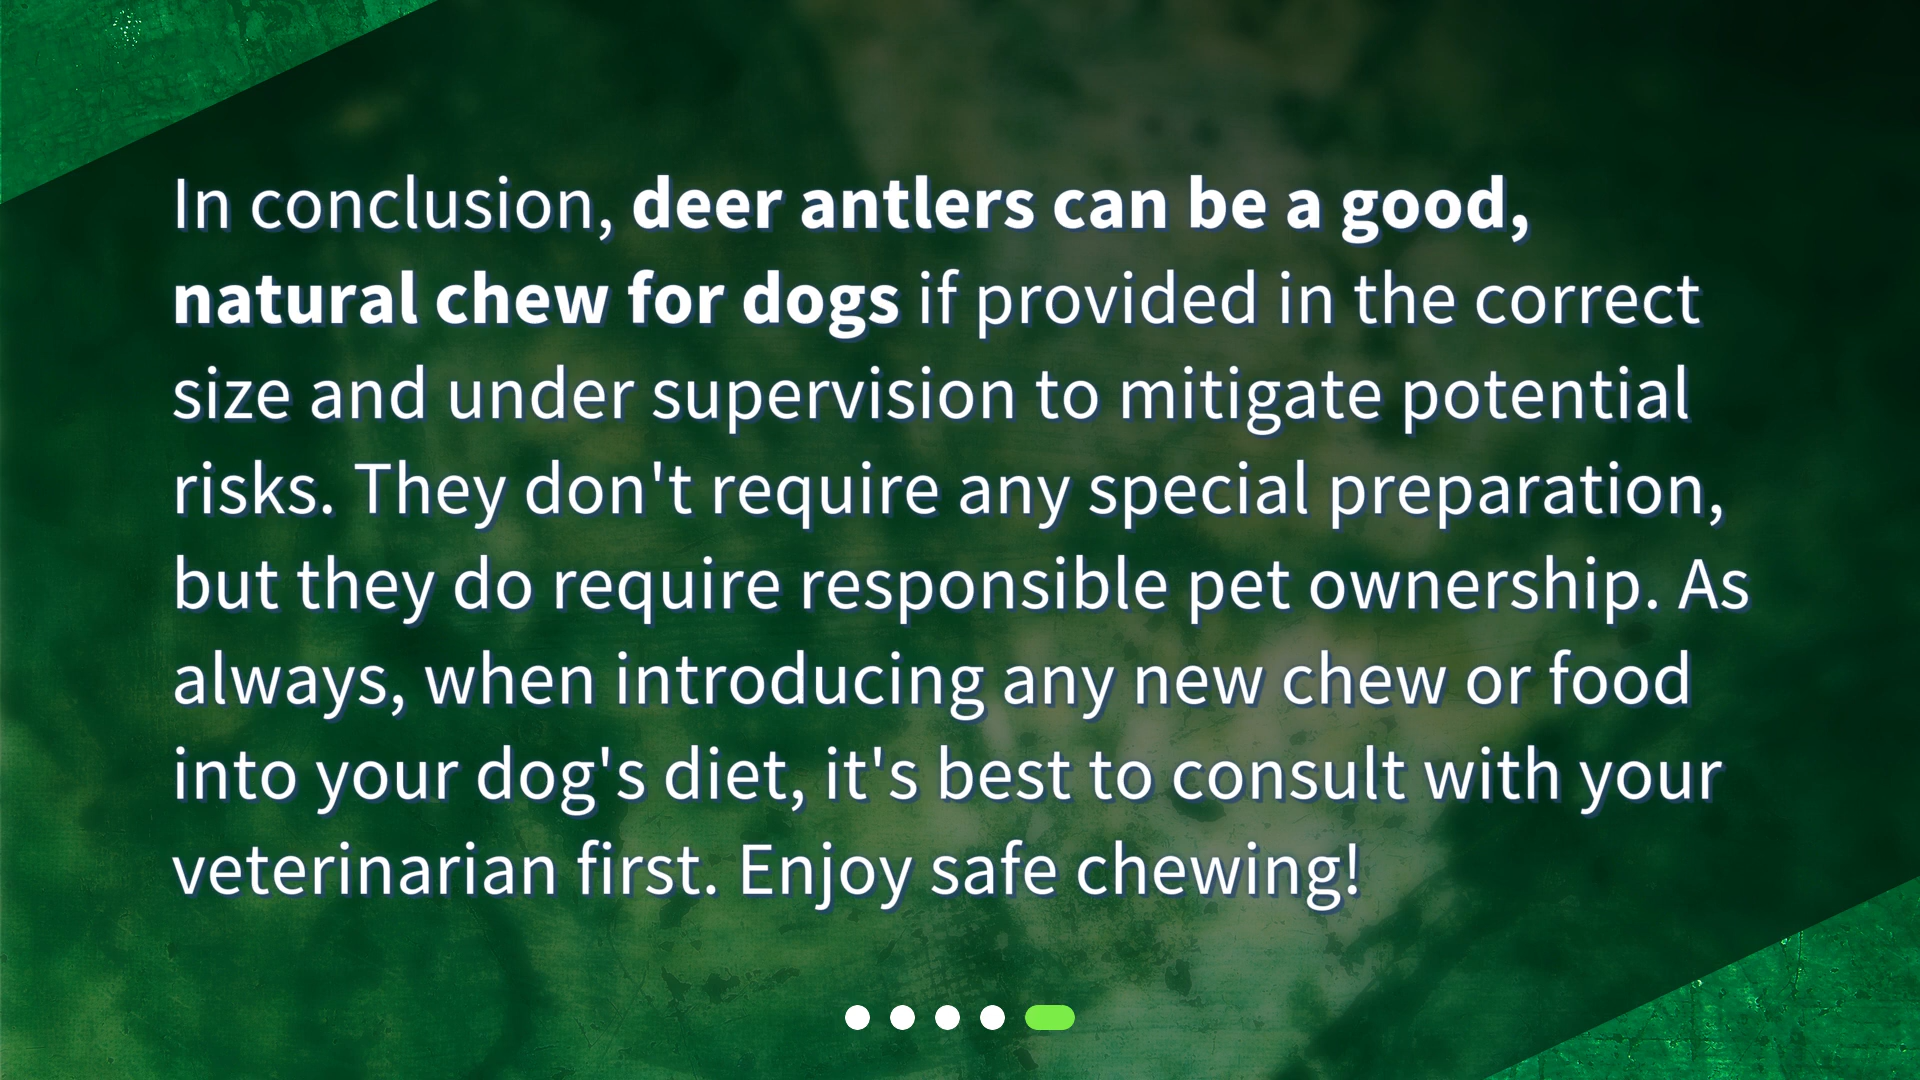 In conclusion, deer antlers can be a good,
natural chew for dogs if provided in the correct
size and under supervision to mitigate potential
risks. They don't require any special preparation,
but they do require responsible pet ownership. As
always, when introducing any new chew or food
into your dog's diet, it's best to consult with your
veterinarian first. Enjoy safe chewing!